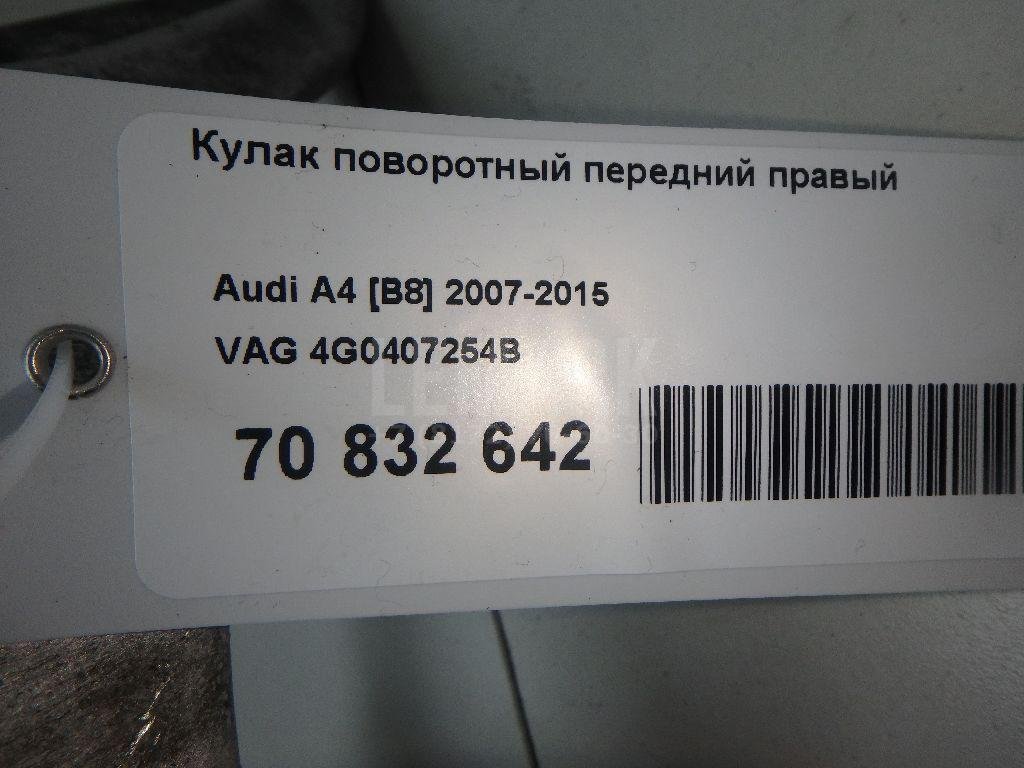 Кулак поворотный передний правый
Audi A4 [B8] 2007-2015
VAG 4G0407254B
70 832 642